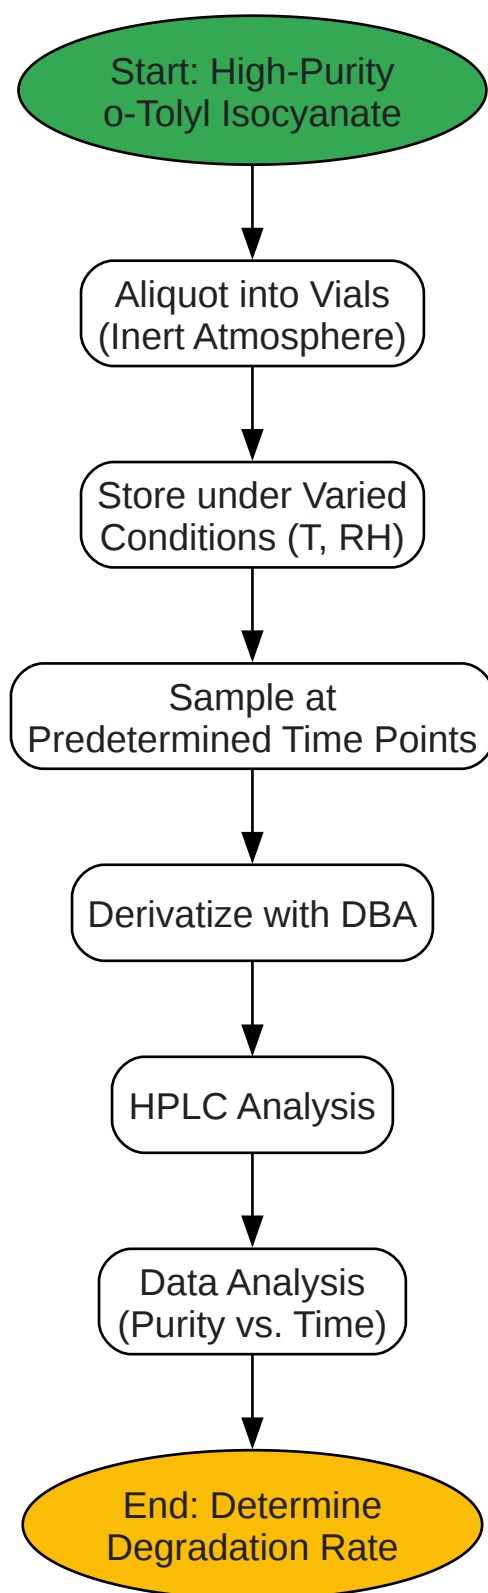 Start: High-Purity
o-Tolyl Isocyanate
Aliquot into Vials
(Inert Atmosphere)
Store under Varied
Conditions (T, RH)
Sample at
Predetermined Time Points
Derivatize with DBA
HPLC Analysis
Data Analysis
(Purity vs. Time)
End: Determine
Degradation Rate